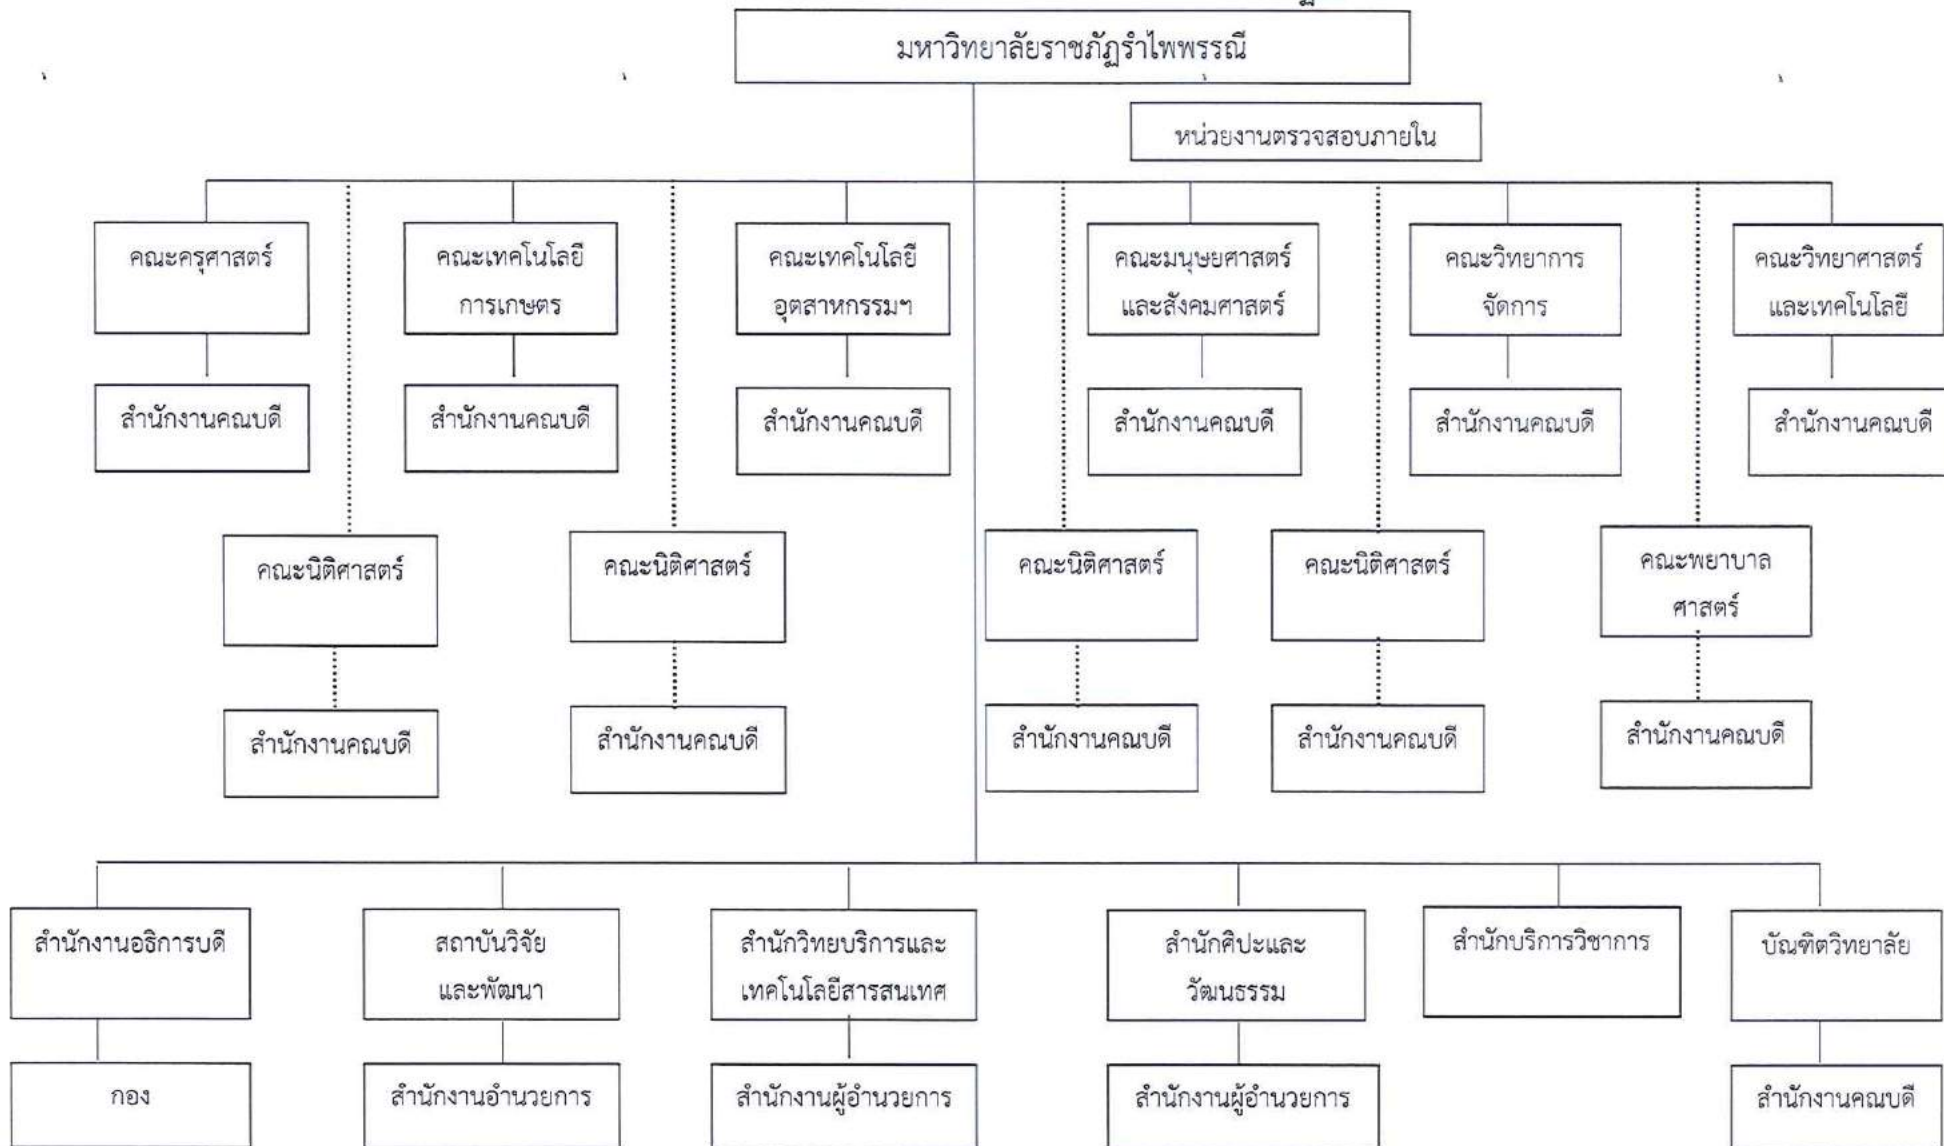 มหาวิทยาลัยราชภัฏรำไพพรรณี
หน่วยงานตรวจสอบภายใน
คณะครุศาสตร์
คณะเทคโนโลยี
การเกษตร
คณะเทคโนโลยี
อุตสาหกรรมฯ
คณะมนุษยศาสตร์
และสังคมศาสตร์
คณะวิทยาการ
จัดการ
คณะวิทยาศาสตร์
และเทคโนโลยี
สำนักงานคณบดี
สำนักงานคณบดี
สำนักงานคณบดี
สำนักงานคณบดี
สำนักงานคณบดี
สำนักงานคณบดี
คณะนิติศาสตร์
คณะนิติศาสตร์
คณะนิติศาสตร์
คณะนิติศาสตร์
คณะพยาบาล
ศาสตร์
สำนักงานคณบดี
สำนักงานคณบดี
สำนักงานคณบดี
สำนักงานคณบดี
สำนักงานคณบดี
สำนักงานอธิการบดี
สถาบันวิจัย
และพัฒนา
สำนักวิทยบริการและ
เทคโนโลยีสารสนเทศ
สำนักศิปะและ
วัฒนธรรม
สำนักบริการวิชาการ
บัณฑิตวิทยาลัย
กอง
สำนักงานอำนวยการ
สำนักงานผู้อำนวยการ
สำนักงานผู้อำนวยการ
สำนักงานคณบดี